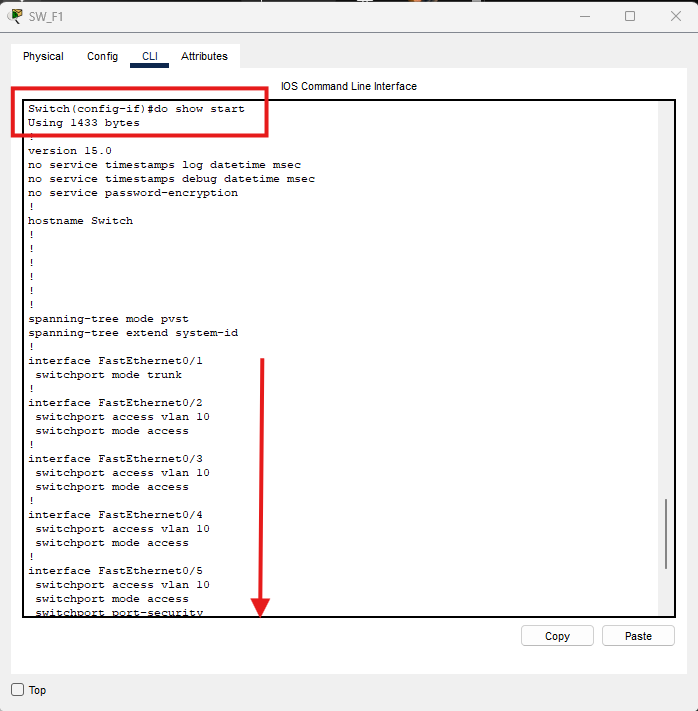 SW_F1
Physical Config CLI Attributes
IOS Command Line Interface
Switch(config-if)#do show start
Using 1433 bytes
!
version 15.0
no service timestamps log datetime msec
no service timestamps debug datetime msec
no service password-encryption
!
hostname Switch
!
!
!
!
!
!
spanning-tree mode pvst
spanning-tree extend system-id
!
interface FastEthernet0/1
 switchport mode trunk
!
interface FastEthernet0/2
 switchport access vlan 10
 switchport mode access
!
interface FastEthernet0/3
 switchport access vlan 10
 switchport mode access
!
interface FastEthernet0/4
 switchport access vlan 10
 switchport mode access
!
interface FastEthernet0/5
 switchport access vlan 10
 switchport mode access
 switchport port-security
Copy Paste
Top